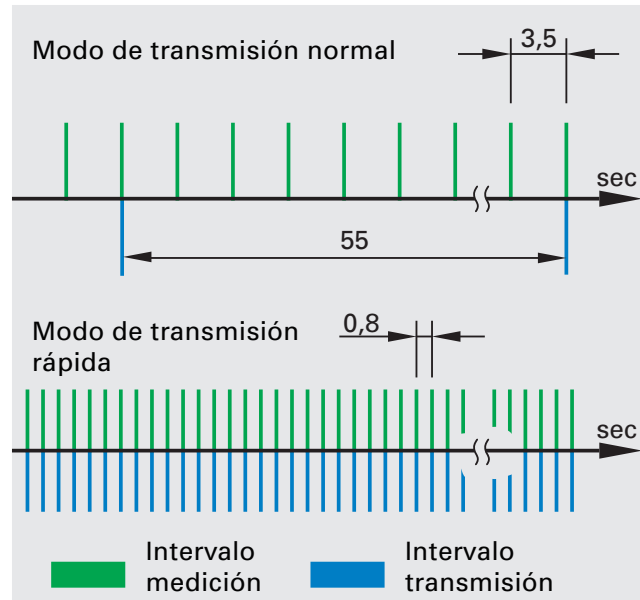 Modo de transmisión normal
3,5
sec
55
Modo de transmisión
rápida
0,8
sec
Intervalo
medición
Intervalo
transmisión